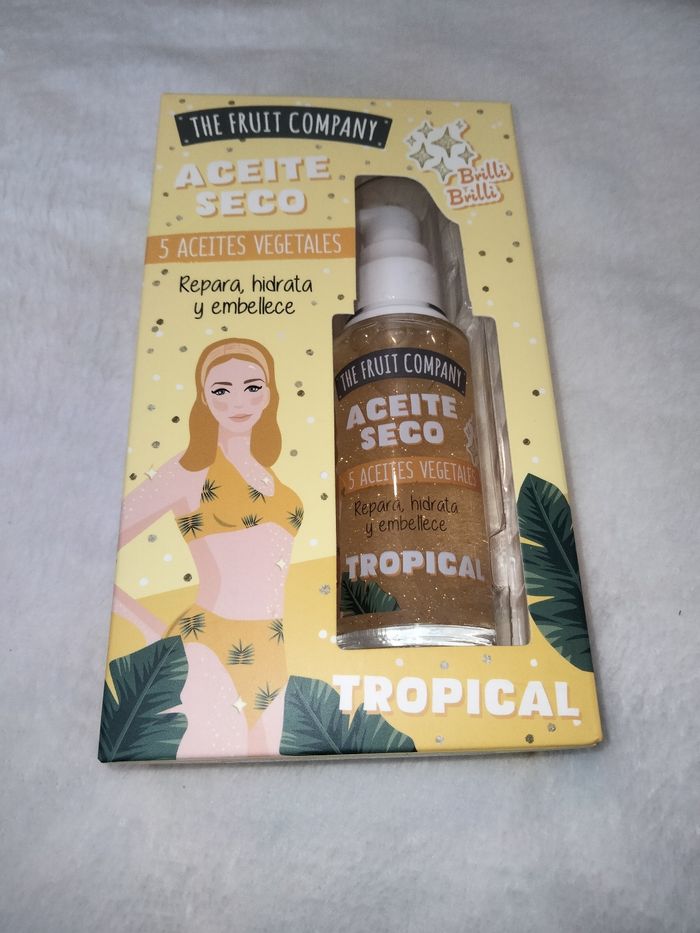 THE FRUIT COMPANY
ACEITE
SECO
5 ACEITES VEGETALES
Repara, hidrata
y embellece
Brilli
Brilli
THE FRUIT COMPANY
ACEITE
SECO
5 ACEITES VEGETALES
Repara, hidrata
y embellece
TROPICAL
TROPICAL